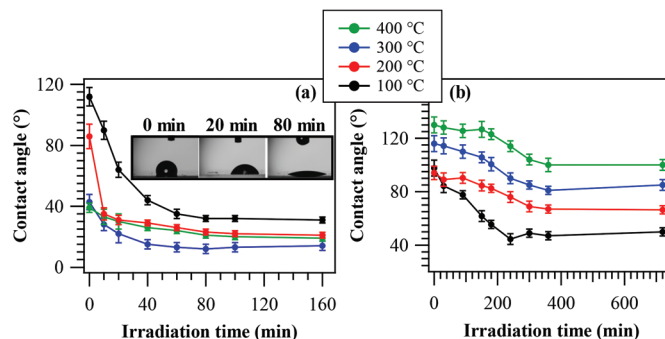 400 °C
300 °C
200 °C
100 °C
(a)
(b)
0 min 20 min 80 min
Contact angle (°)
120
80
40
0
0 40 80 120 160
Irradiation time (min)
Contact angle (°)
120
80
40
0 200 400 600
Irradiation time (min)